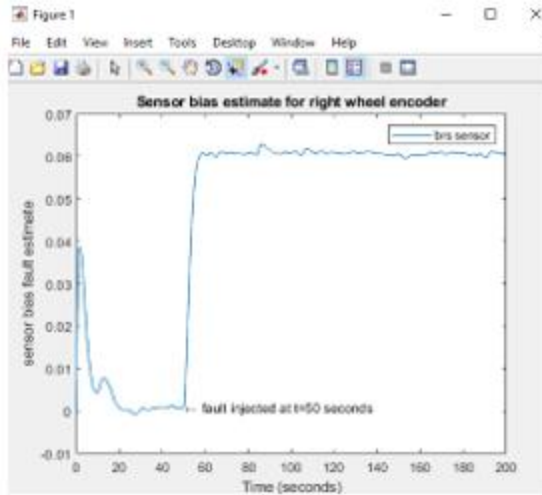 Figure 1
File Edit View Insert Tools Desktop Window Help
Sensor bias estimate for right wheel encoder
brs sensor
0.07
0.06
0.05
0.04
0.03
0.02
0.01
0
-0.01
sensor bias fault estimate
fault injected at t=50 seconds
0 20 40 60 80 100 120 140 160 180 200
Time (seconds)